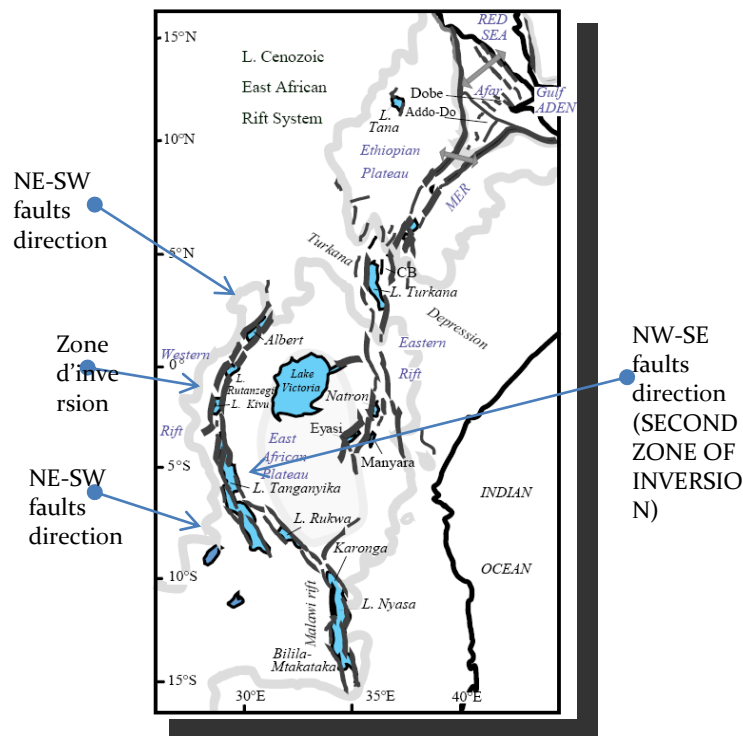 15°N
L. Cenozoic
East African
Rift System
RED
SEA
Afar
Dobe
Addo-Do
Gulf
ADEN
L.
Tana
10°N
Ethiopian
Plateau
MER
NE-SW
faults
direction
5°N
Turkana
CB
L. Turkana
Depression
Zone
d'inve
rsion
Albert
Western
0°
Eastern
Rift
Lake
Victoria
L.
Rutanzegi
L. Kivu
Natron
Rift
Eyasi
East
African
Plateau
Manyara
NW-SE
faults
direction
(SECOND
ZONE OF
INVERSIO
N)
5°S
NE-SW
faults
direction
L. Tanganyika
INDIAN
OCEAN
L. Rukwa
Karonga
10°S
Malawi rift
L. Nyasa
Bilila-
Mtakataka
15°S
30°E
35°E
40°E